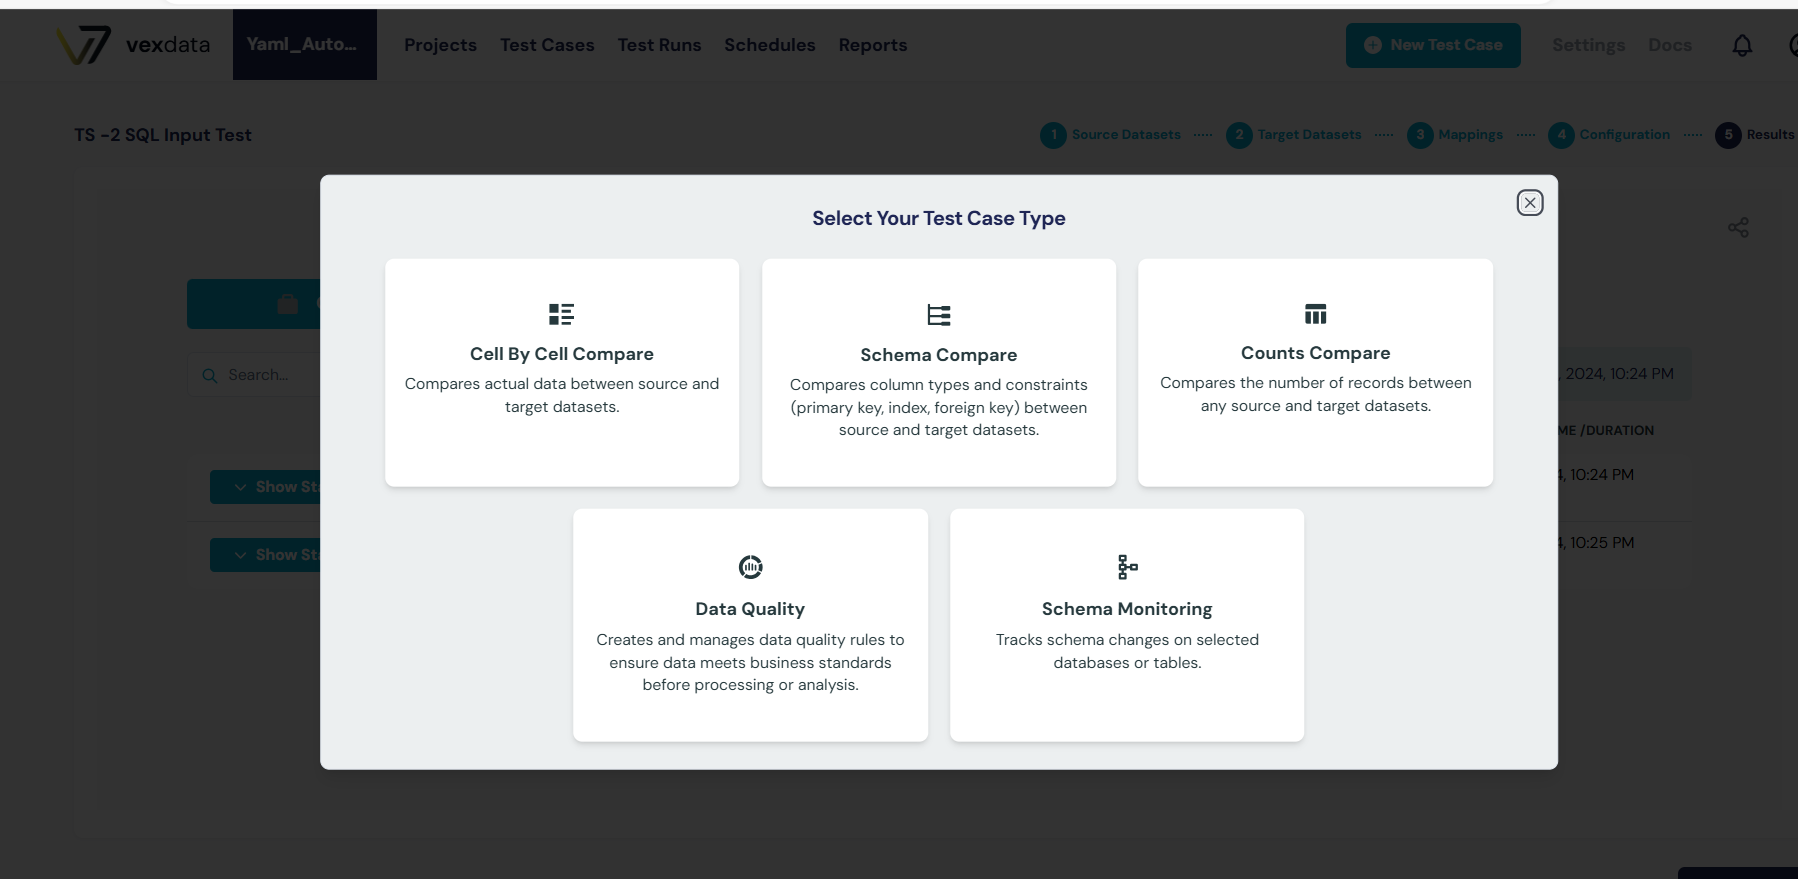 vexdata
Yaml_Auto...
Projects
Test Cases
Test Runs
Schedules
Reports
New Test Case
Settings
Docs
TS -2 SQL Input Test
1 Source Datasets
2 Target Datasets
3 Mappings
4 Configuration
5 Results
Select Your Test Case Type
Cell By Cell Compare
Compares actual data between source and
target datasets.
Schema Compare
Compares column types and constraints
(primary key, index, foreign key) between
source and target datasets.
Counts Compare
Compares the number of records between
any source and target datasets.
Data Quality
Creates and manages data quality rules to
ensure data meets business standards
before processing or analysis.
Schema Monitoring
Tracks schema changes on selected
databases or tables.
Search...
, 2024, 10:24 PM
/DURATION
Show
, 10:24 PM
Show
, 10:25 PM